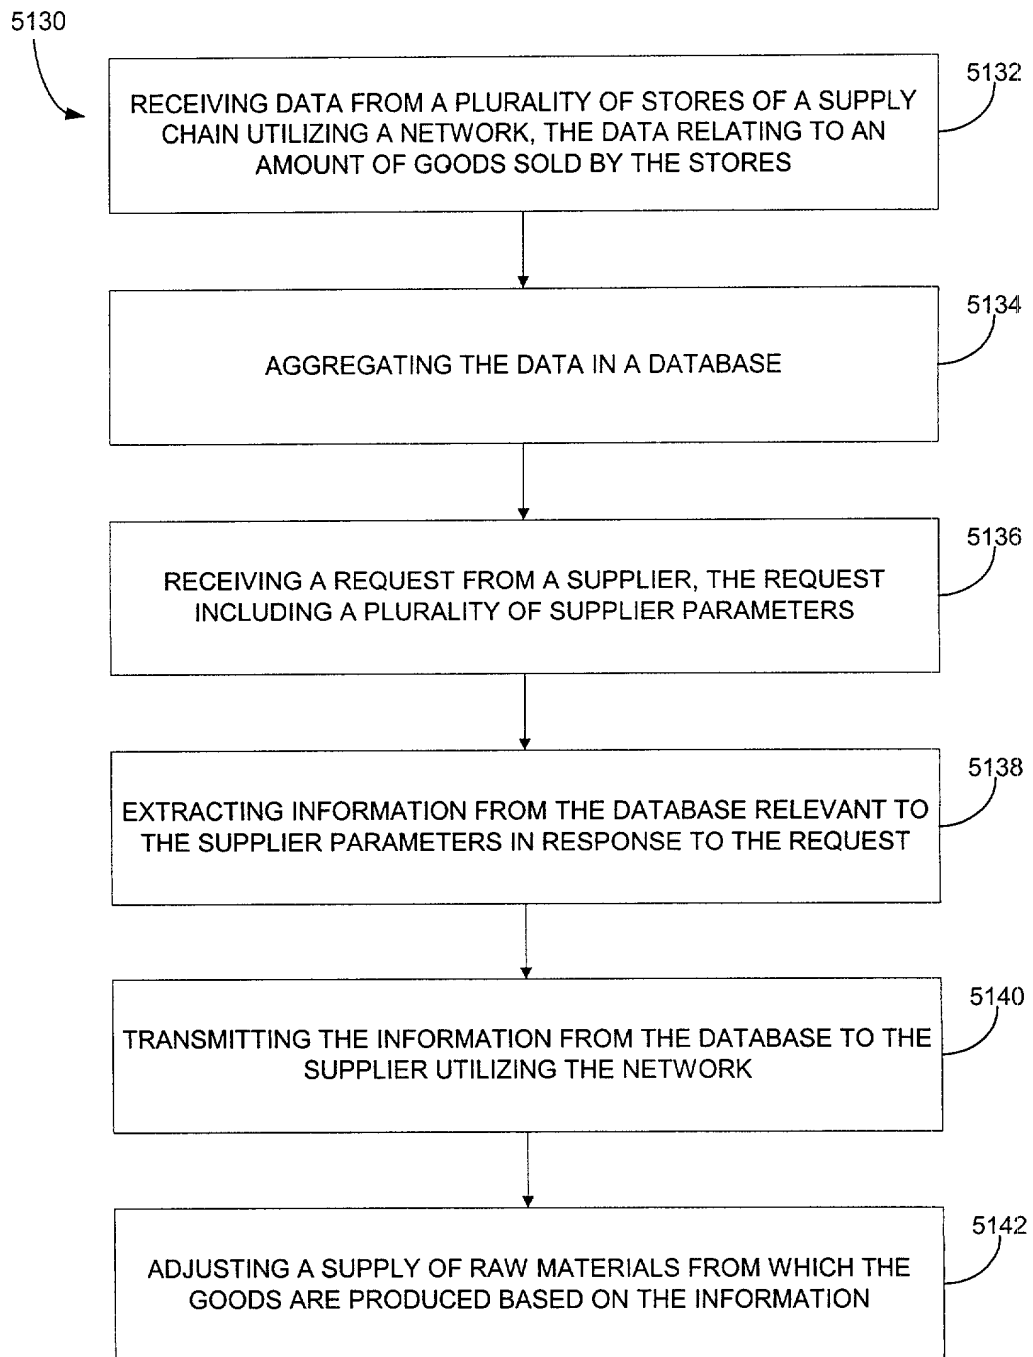 5130
5132
RECEIVING DATA FROM A PLURALITY OF STORES OF A SUPPLY
CHAIN UTILIZING A NETWORK, THE DATA RELATING TO AN
AMOUNT OF GOODS SOLD BY THE STORES
5134
AGGREGATING THE DATA IN A DATABASE
5136
RECEIVING A REQUEST FROM A SUPPLIER, THE REQUEST
INCLUDING A PLURALITY OF SUPPLIER PARAMETERS
5138
EXTRACTING INFORMATION FROM THE DATABASE RELEVANT TO
THE SUPPLIER PARAMETERS IN RESPONSE TO THE REQUEST
5140
TRANSMITTING THE INFORMATION FROM THE DATABASE TO THE
SUPPLIER UTILIZING THE NETWORK
5142
ADJUSTING A SUPPLY OF RAW MATERIALS FROM WHICH THE
GOODS ARE PRODUCED BASED ON THE INFORMATION